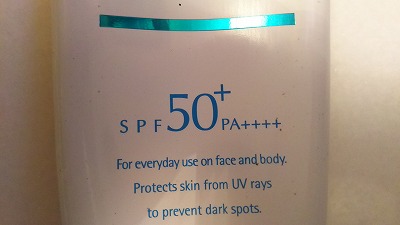 SPF50+PA++++
For everyday use on face and body.
Protects skin from UV rays
to prevent dark spots.